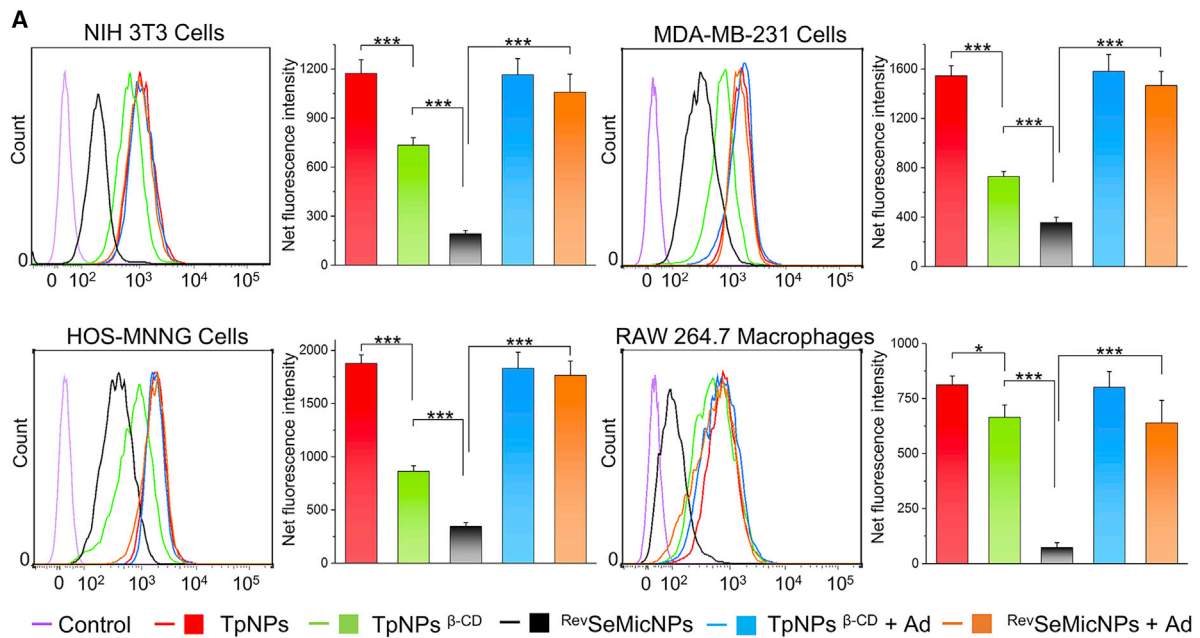 A
NIH 3T3 Cells
Count
0
0 10² 10³ 10⁴ 10⁵
Net fluorescence intensity
1200
900
600
300
0
***
***
***
MDA-MB-231 Cells
Count
0
0 10² 10³ 10⁴ 10⁵
Net fluorescence intensity
1600
1200
800
400
0
***
***
***
HOS-MNNG Cells
Count
0
0 10² 10³ 10⁴ 10⁵
Net fluorescence intensity
2000
1500
1000
500
0
***
***
***
RAW 264.7 Macrophages
Count
0
0 10² 10³ 10⁴ 10⁵
Net fluorescence intensity
1000
750
500
250
0
*
***
***
Control TpNPs TpNPs β-CD RevSeMicNPs TpNPs β-CD + Ad RevSeMicNPs + Ad